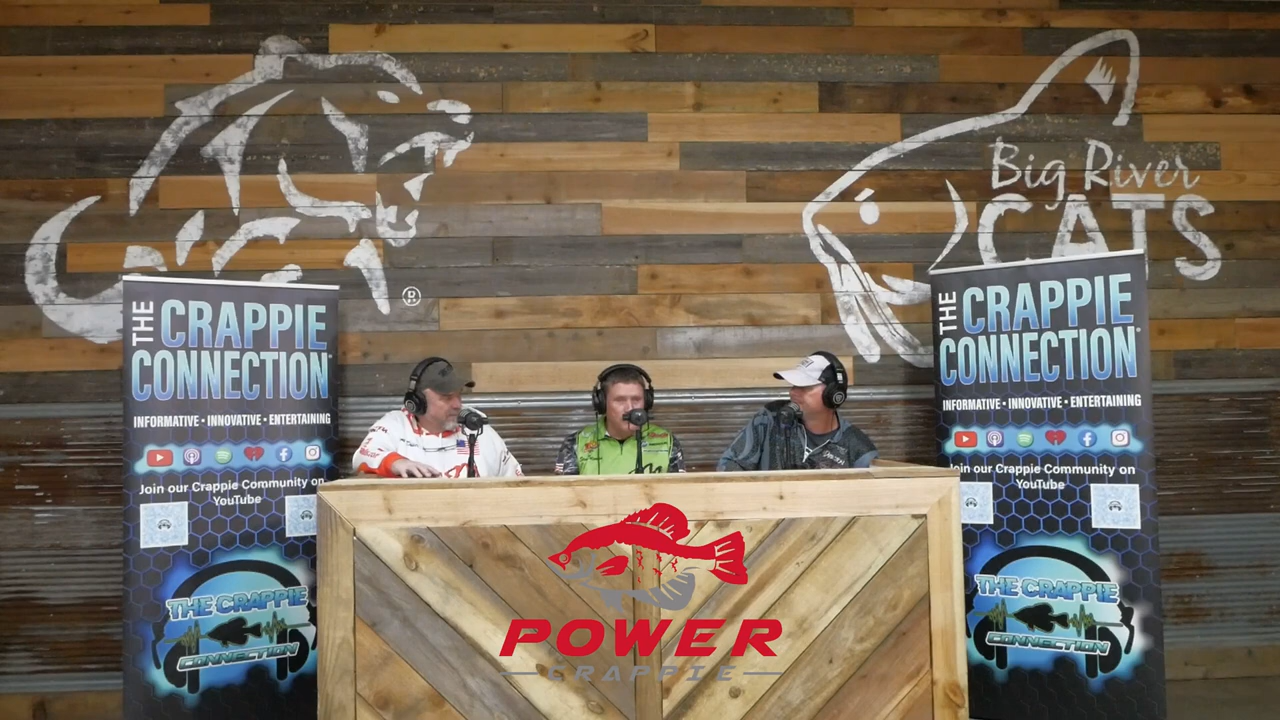 Big River
CATS
THE
CRAPPIE
CONNECTION
INFORMATIVE • INNOVATIVE • ENTERTAINING
Join our Crappie Community on
YouTube
THE CRAPPIE
CONNECTION
THE
CRAPPIE
CONNECTION
INFORMATIVE • INNOVATIVE • ENTERTAINING
Join our Crappie Community on
YouTube
THE CRAPPIE
CONNECTION
POWER
CRAPPIE